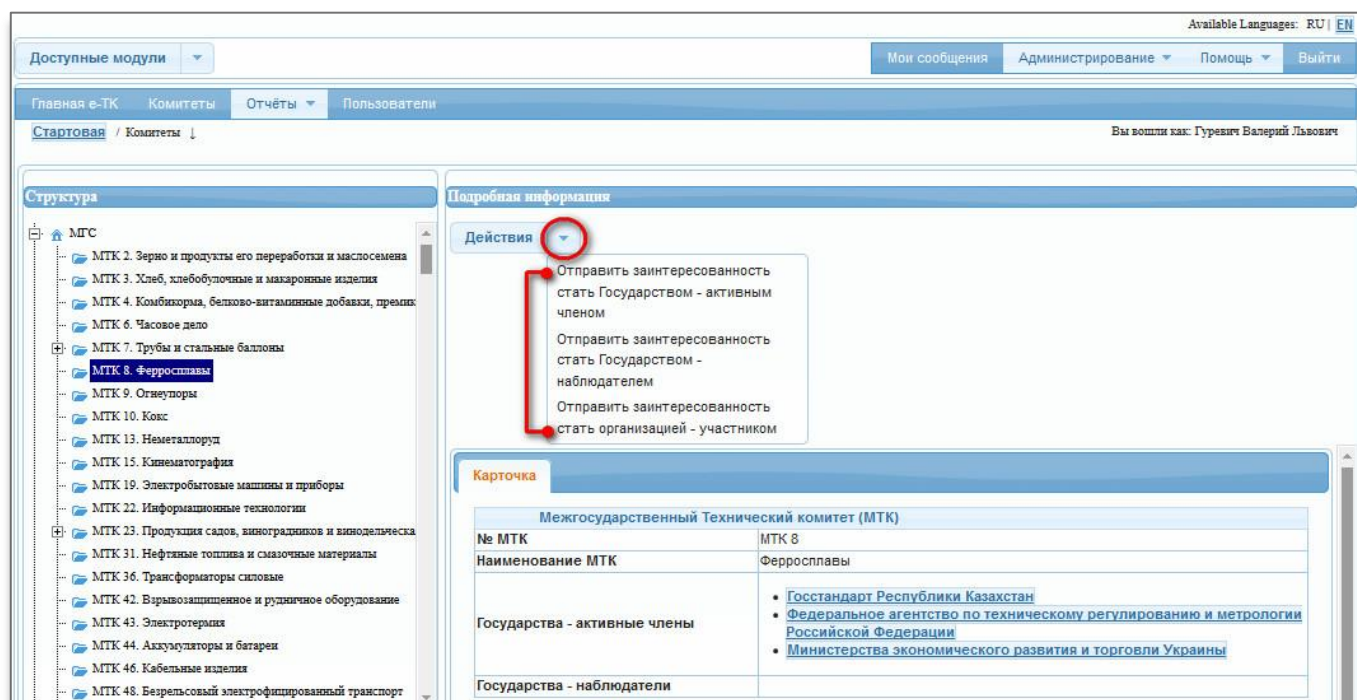 Available Languages: RU | EN
Доступные модули
Мои сообщения Администрирование Помощь Выйти
Главная е-ТК Комитеты Отчёты Пользователи
Стартовая / Комитеты ↓
Вы вошли как: Гуревич Валерий Львович
Структура
МГС
МТК 2. Зерно и продукты его переработки и маслосемена
МТК 3. Хлеб, хлебобулочные и макаронные изделия
МТК 4. Комбикорма, белково-витаминные добавки, премик
МТК 6. Часовое дело
МТК 7. Трубы и стальные баллоны
МТК 8. Ферросплавы
МТК 9. Огнеупоры
МТК 10. Кокс
МТК 13. Неметаллоруд
МТК 15. Кинематография
МТК 19. Электробытовые машины и приборы
МТК 22. Информационные технологии
МТК 23. Продукция садов, виноградников и винодельческа
МТК 31. Нефтяные топлива и смазочные материалы
МТК 36. Трансформаторы силовые
МТК 42. Взрывозащищенное и рудничное оборудование
МТК 43. Электротермия
МТК 44. Аккумуляторы и батареи
МТК 46. Кабельные изделия
МТК 48. Безрельсовый электрофицированный транспорт
Подробная информация
Действия
Отправить заинтересованность
стать Государством - активным
членом
Отправить заинтересованность
стать Государством -
наблюдателем
Отправить заинтересованность
стать организацией - участником
Карточка
Межгосударственный Технический комитет (МТК)
№ МТК МТК 8
Наименование МТК Ферросплавы
Государства - активные члены
• Госстандарт Республики Казахстан
• Федеральное агентство по техническому регулированию и метрологии
Российской Федерации
• Министерства экономического развития и торговли Украины
Государства - наблюдатели